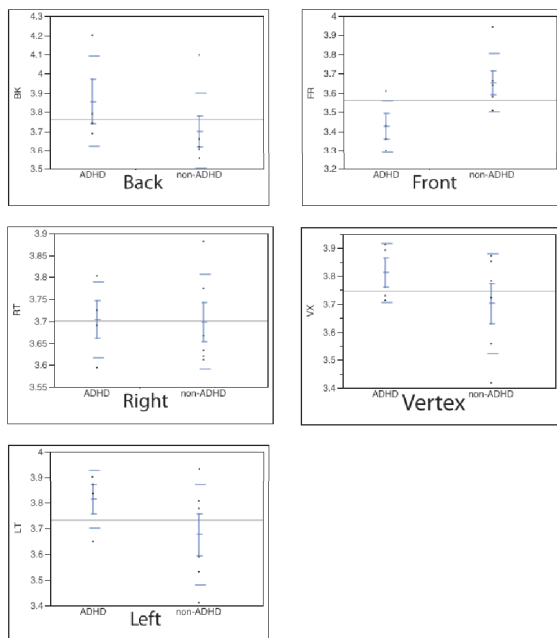 4.3
4.2
4.1
4
3.9
3.8
3.7
3.6
3.5
BK
ADHD
non-ADHD
Back
4
3.9
3.8
3.7
3.6
3.5
3.4
3.3
3.2
FR
ADHD
non-ADHD
Front
3.9
3.85
3.8
3.75
3.7
3.65
3.6
3.55
RT
ADHD
non-ADHD
Right
3.9
3.8
3.7
3.6
3.5
3.4
VX
ADHD
non-ADHD
Vertex
4
3.9
3.8
3.7
3.6
3.5
3.4
LT
ADHD
non-ADHD
Left